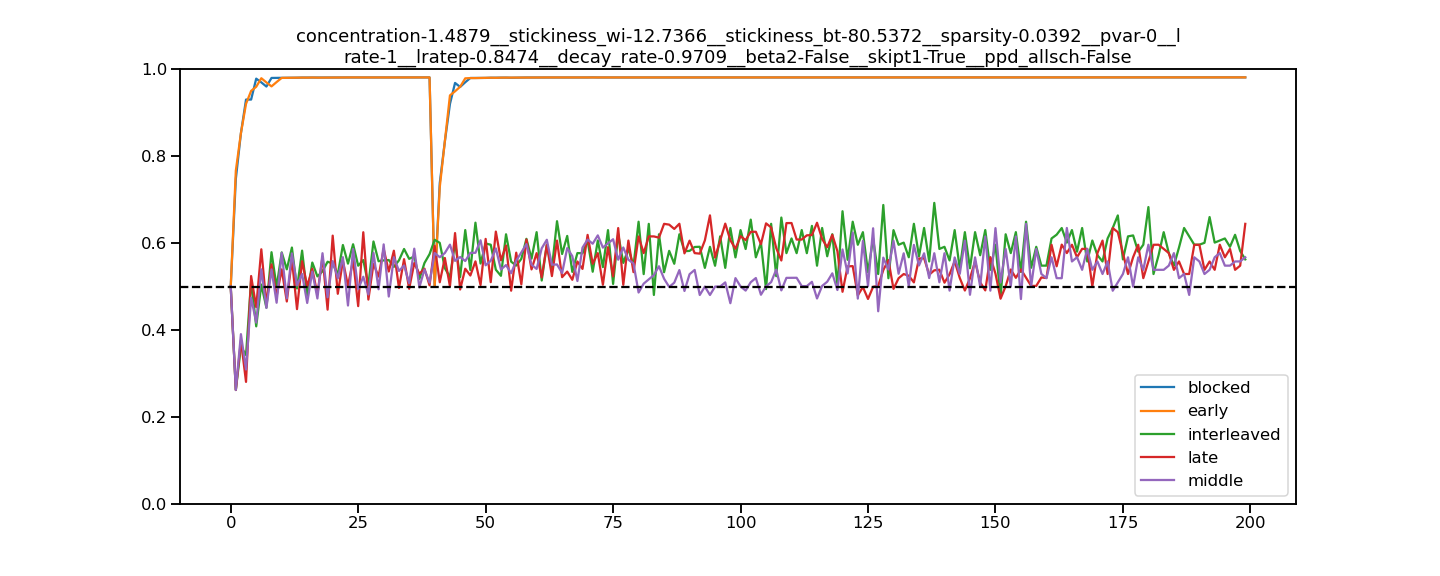 concentration-1.4879__stickiness_wi-12.7366__stickiness_bt-80.5372__sparsity-0.0392__pvar-0__l
rate-1__lratep-0.8474__decay_rate-0.9709__beta2-False__skipt1-True__ppd_allsch-False
1.0
0.8
0.6
0.4
0.2
0.0
blocked
early
interleaved
late
middle
0 25 50 75 100 125 150 175 200